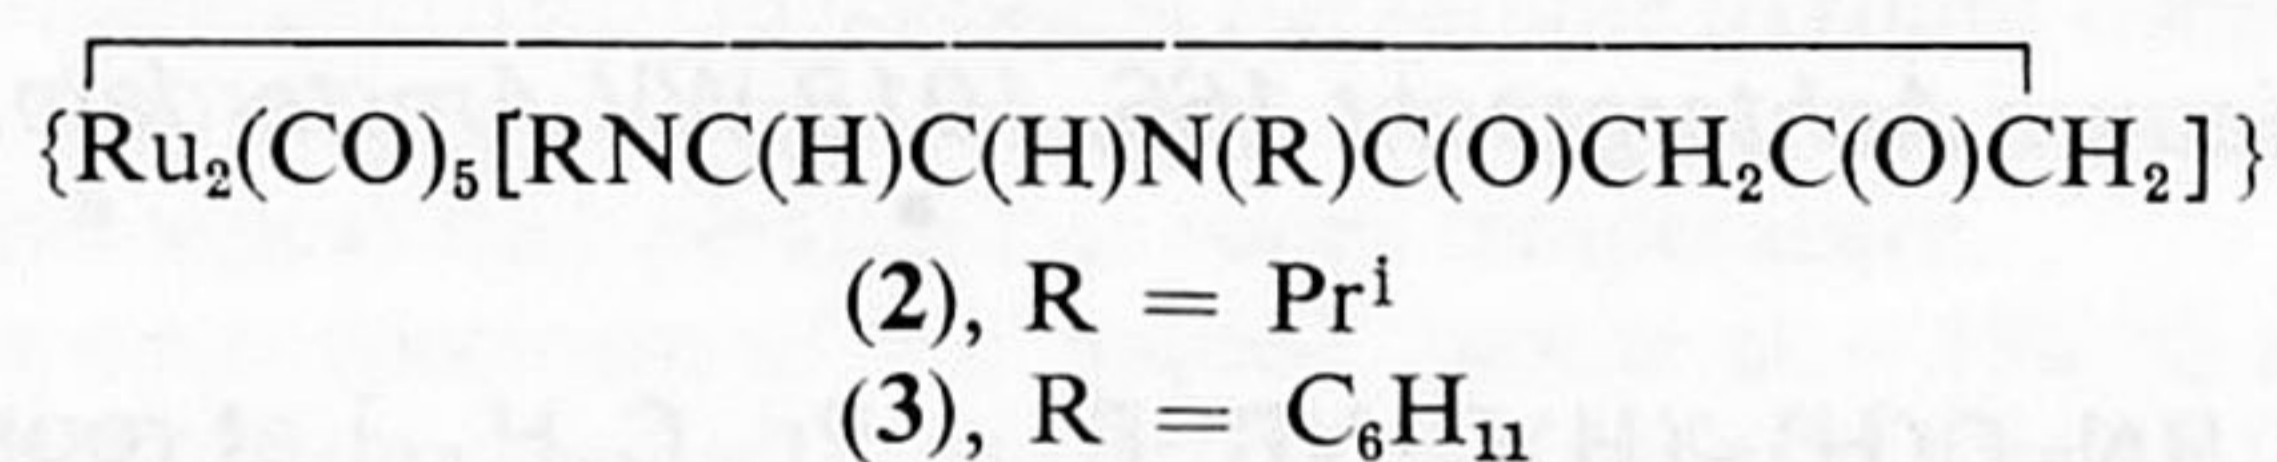 {Ru₂(CO)₅[RNC(H)C(H)N(R)C(O)CH₂C(O)CH₂]}
(2), R = Prⁱ
(3), R = C₆H₁₁